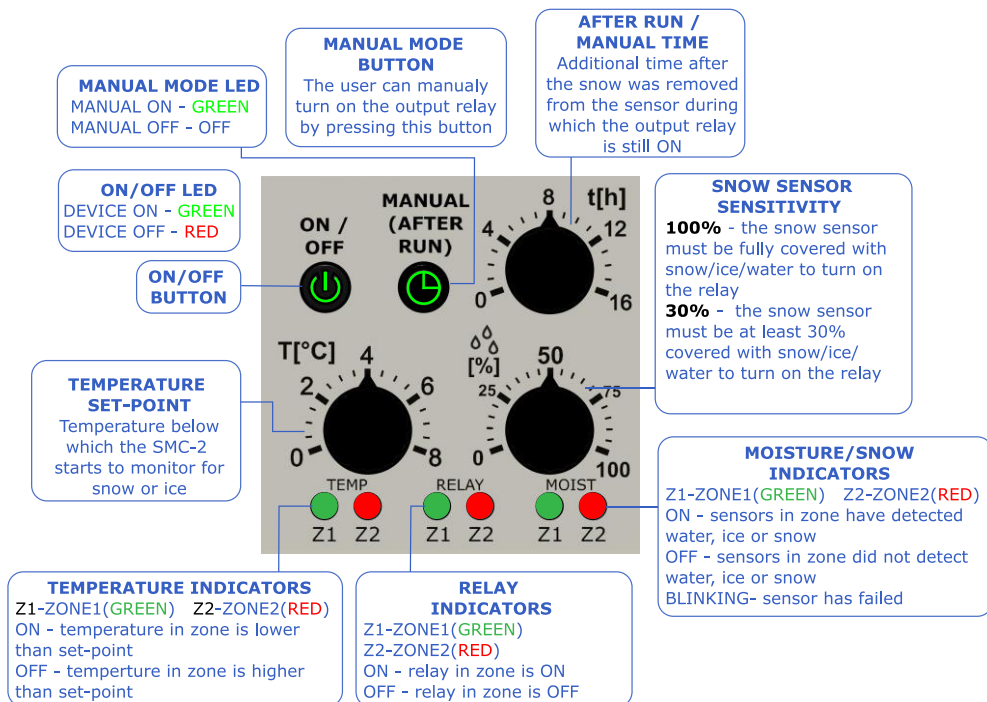 MANUAL MODE LED
MANUAL ON - GREEN
MANUAL OFF - OFF
MANUAL MODE
BUTTON
The user can manualy
turn on the output relay
by pressing this button
AFTER RUN /
MANUAL TIME
Additional time after
the snow was removed
from the sensor during
which the output relay
is still ON
ON/OFF LED
DEVICE ON - GREEN
DEVICE OFF - RED
ON/OFF
BUTTON
SNOW SENSOR
SENSITIVITY
100% - the snow sensor
must be fully covered with
snow/ice/water to turn on
the relay
30% - the snow sensor
must be at least 30%
covered with snow/ice/
water to turn on the relay
ON /
OFF
MANUAL
(AFTER
RUN)
t[h]
0
4
8
12
16
T[°C]
0
2
4
6
8
[%]
0
25
50
75
100
TEMP
RELAY
MOIST
Z1 Z2
Z1 Z2
Z1 Z2
TEMPERATURE
SET-POINT
Temperature below
which the SMC-2
starts to monitor for
snow or ice
MOISTURE/SNOW
INDICATORS
Z1-ZONE1(GREEN) Z2-ZONE2(RED)
ON - sensors in zone have detected
water, ice or snow
OFF - sensors in zone did not detect
water, ice or snow
BLINKING- sensor has failed
TEMPERATURE INDICATORS
Z1-ZONE1(GREEN) Z2-ZONE2(RED)
ON - temperature in zone is lower
than set-point
OFF - temperture in zone is higher
than set-point
RELAY
INDICATORS
Z1-ZONE1(GREEN)
Z2-ZONE2(RED)
ON - relay in zone is ON
OFF - relay in zone is OFF